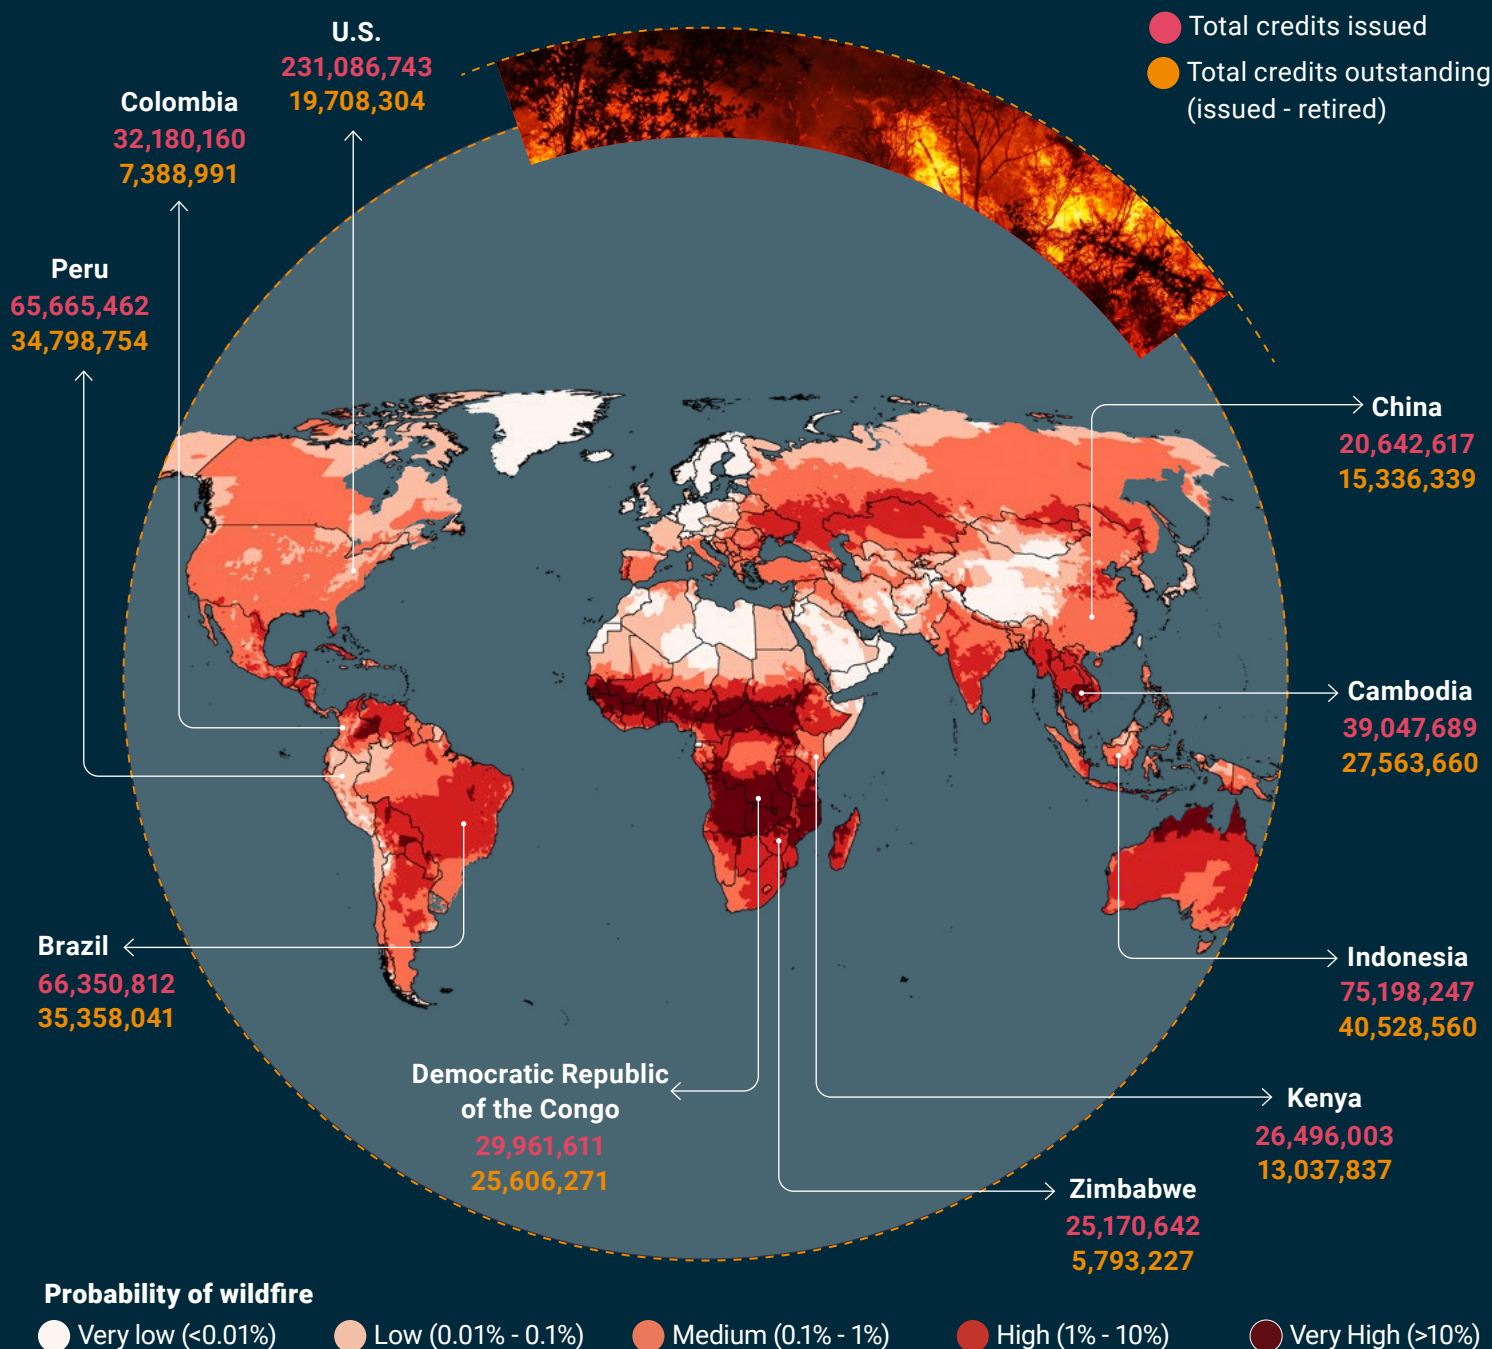 Total credits issued
Total credits outstanding
(issued - retired)
U.S.
231,086,743
19,708,304
Colombia
32,180,160
7,388,991
Peru
65,665,462
34,798,754
China
20,642,617
15,336,339
Cambodia
39,047,689
27,563,660
Brazil
66,350,812
35,358,041
Indonesia
75,198,247
40,528,560
Democratic Republic
of the Congo
29,961,611
25,606,271
Kenya
26,496,003
13,037,837
Zimbabwe
25,170,642
5,793,227
Probability of wildfire
Very low (<0.01%)
Low (0.01% - 0.1%)
Medium (0.1% - 1%)
High (1% - 10%)
Very High (>10%)